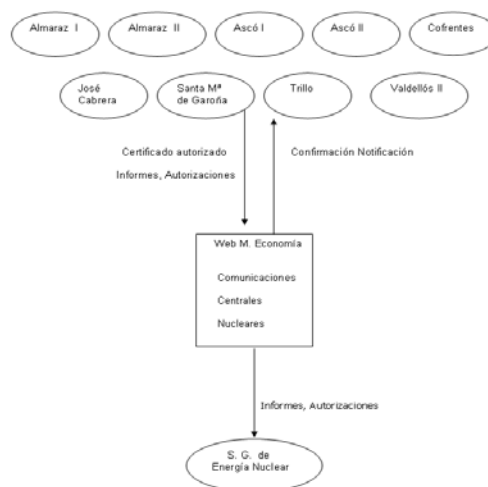 Almaraz I
Almaraz II
Ascó I
Ascó II
Cofrentes
José
Cabrera
Santa Mª
de Garoña
Trillo
Valdellós II
Certificado autorizado
Informes, Autorizaciones
Confirmación Notificación
Web M. Economía
Comunicaciones
Centrales
Nucleares
Informes, Autorizaciones
S. G. de
Energía Nuclear